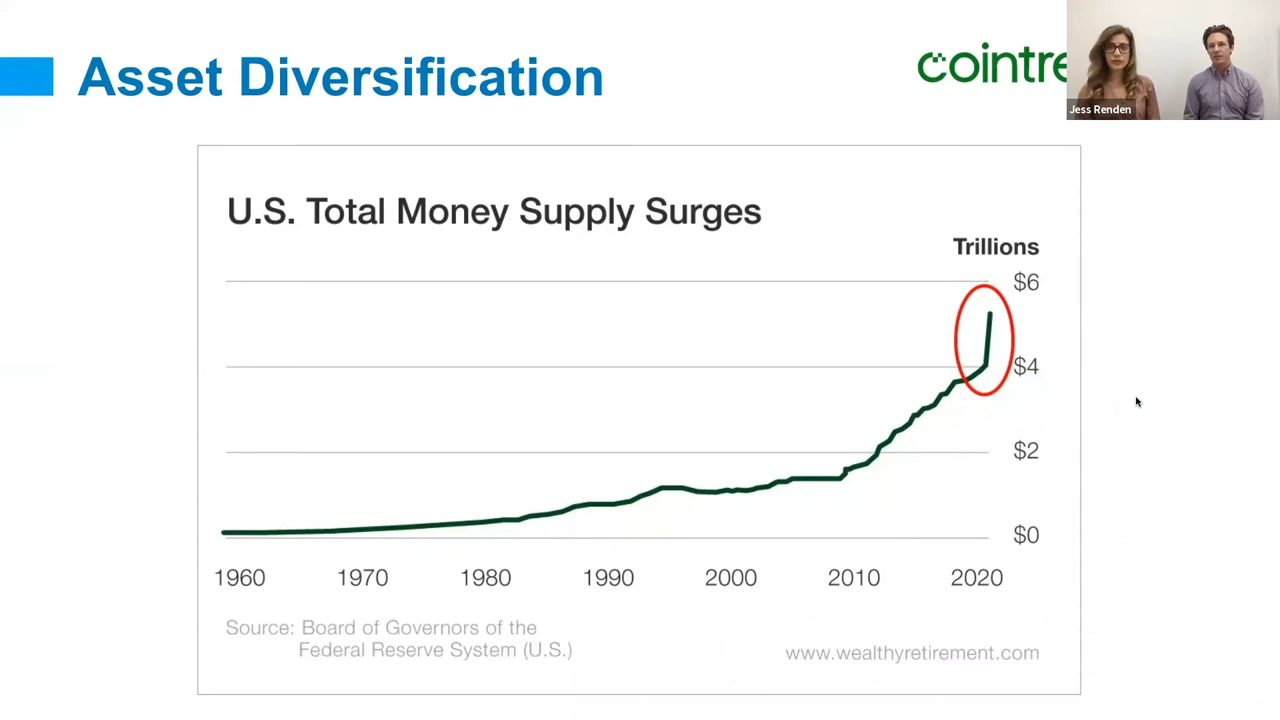 Asset Diversification
cointre
Jess Renden
U.S. Total Money Supply Surges
Trillions
$6
$4
$2
$0
1960 1970 1980 1990 2000 2010 2020
Source: Board of Governors of the
Federal Reserve System (U.S.)
www.wealthyretirement.com